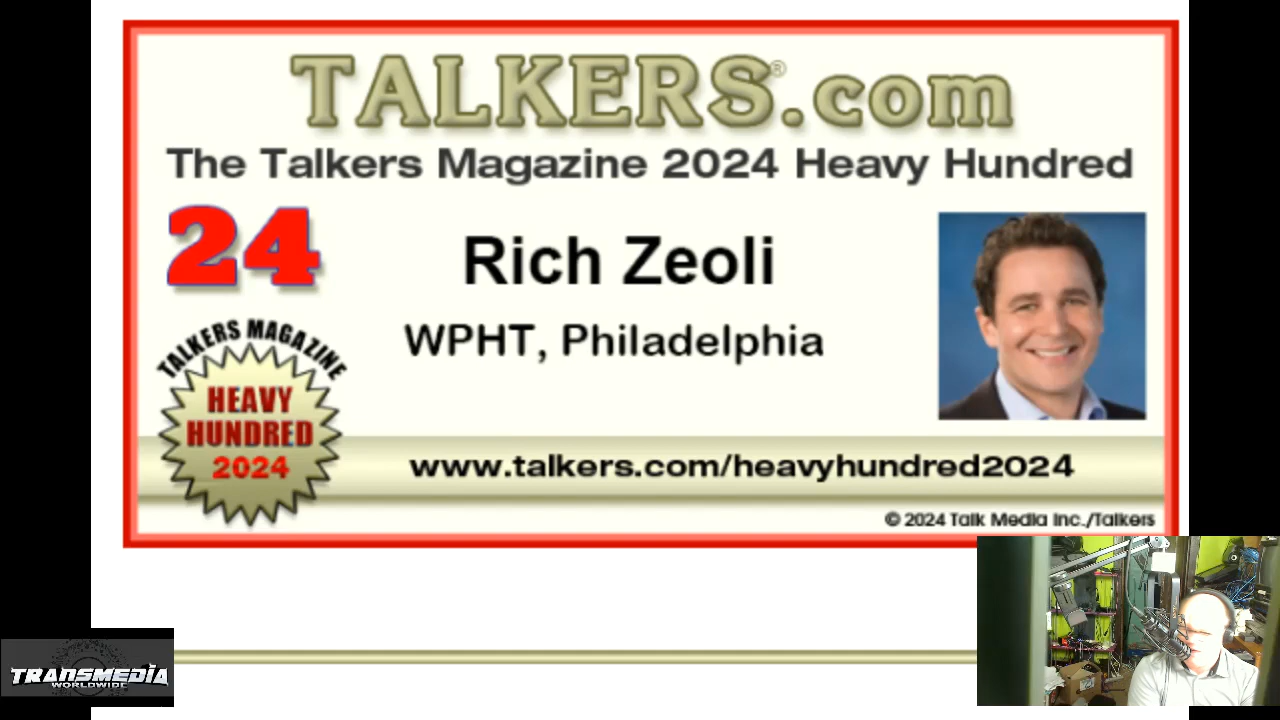 TALKERS®.com
The Talkers Magazine 2024 Heavy Hundred
24
Rich Zeoli
WPHT, Philadelphia
TALKERS MAGAZINE
HEAVY
HUNDRED
2024
www.talkers.com/heavyhundred2024
© 2024 Talk Media Inc./Talkers
TRANSMEDIA
WORLDWIDE